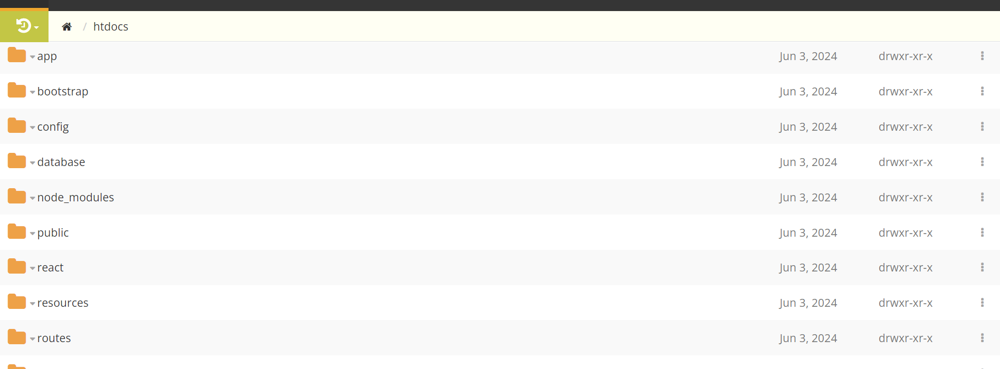 / htdocs
app Jun 3, 2024 drwxr-xr-x
bootstrap Jun 3, 2024 drwxr-xr-x
config Jun 3, 2024 drwxr-xr-x
database Jun 3, 2024 drwxr-xr-x
node_modules Jun 3, 2024 drwxr-xr-x
public Jun 3, 2024 drwxr-xr-x
react Jun 3, 2024 drwxr-xr-x
resources Jun 3, 2024 drwxr-xr-x
routes Jun 3, 2024 drwxr-xr-x